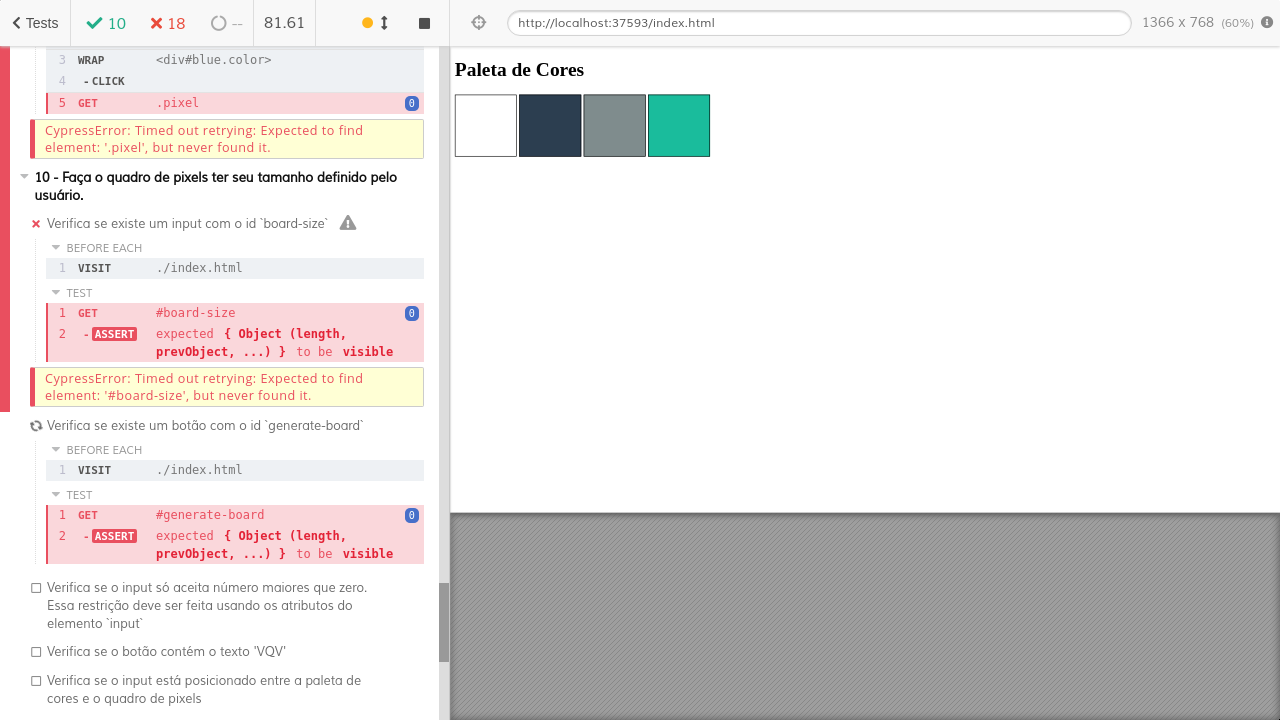 Tests 10 18 -- 81.61
http://localhost:37593/index.html 1366 x 768 (60%)
3 WRAP <div#blue.color>
4 - CLICK
5 GET .pixel 0
CypressError: Timed out retrying: Expected to find
element: '.pixel', but never found it.
10 - Faça o quadro de pixels ter seu tamanho definido pelo
usuário.
Verifica se existe um input com o id `board-size`
BEFORE EACH
1 VISIT ./index.html
TEST
1 GET #board-size 0
2 - ASSERT expected { Object (length,
prevObject, ...) } to be visible
CypressError: Timed out retrying: Expected to find
element: '#board-size', but never found it.
Verifica se existe um botão com o id `generate-board`
BEFORE EACH
1 VISIT ./index.html
TEST
1 GET #generate-board 0
2 - ASSERT expected { Object (length,
prevObject, ...) } to be visible
Verifica se o input só aceita número maiores que zero.
Essa restrição deve ser feita usando os atributos do
elemento `input`
Verifica se o botão contém o texto 'VQV'
Verifica se o input está posicionado entre a paleta de
cores e o quadro de pixels
Paleta de Cores